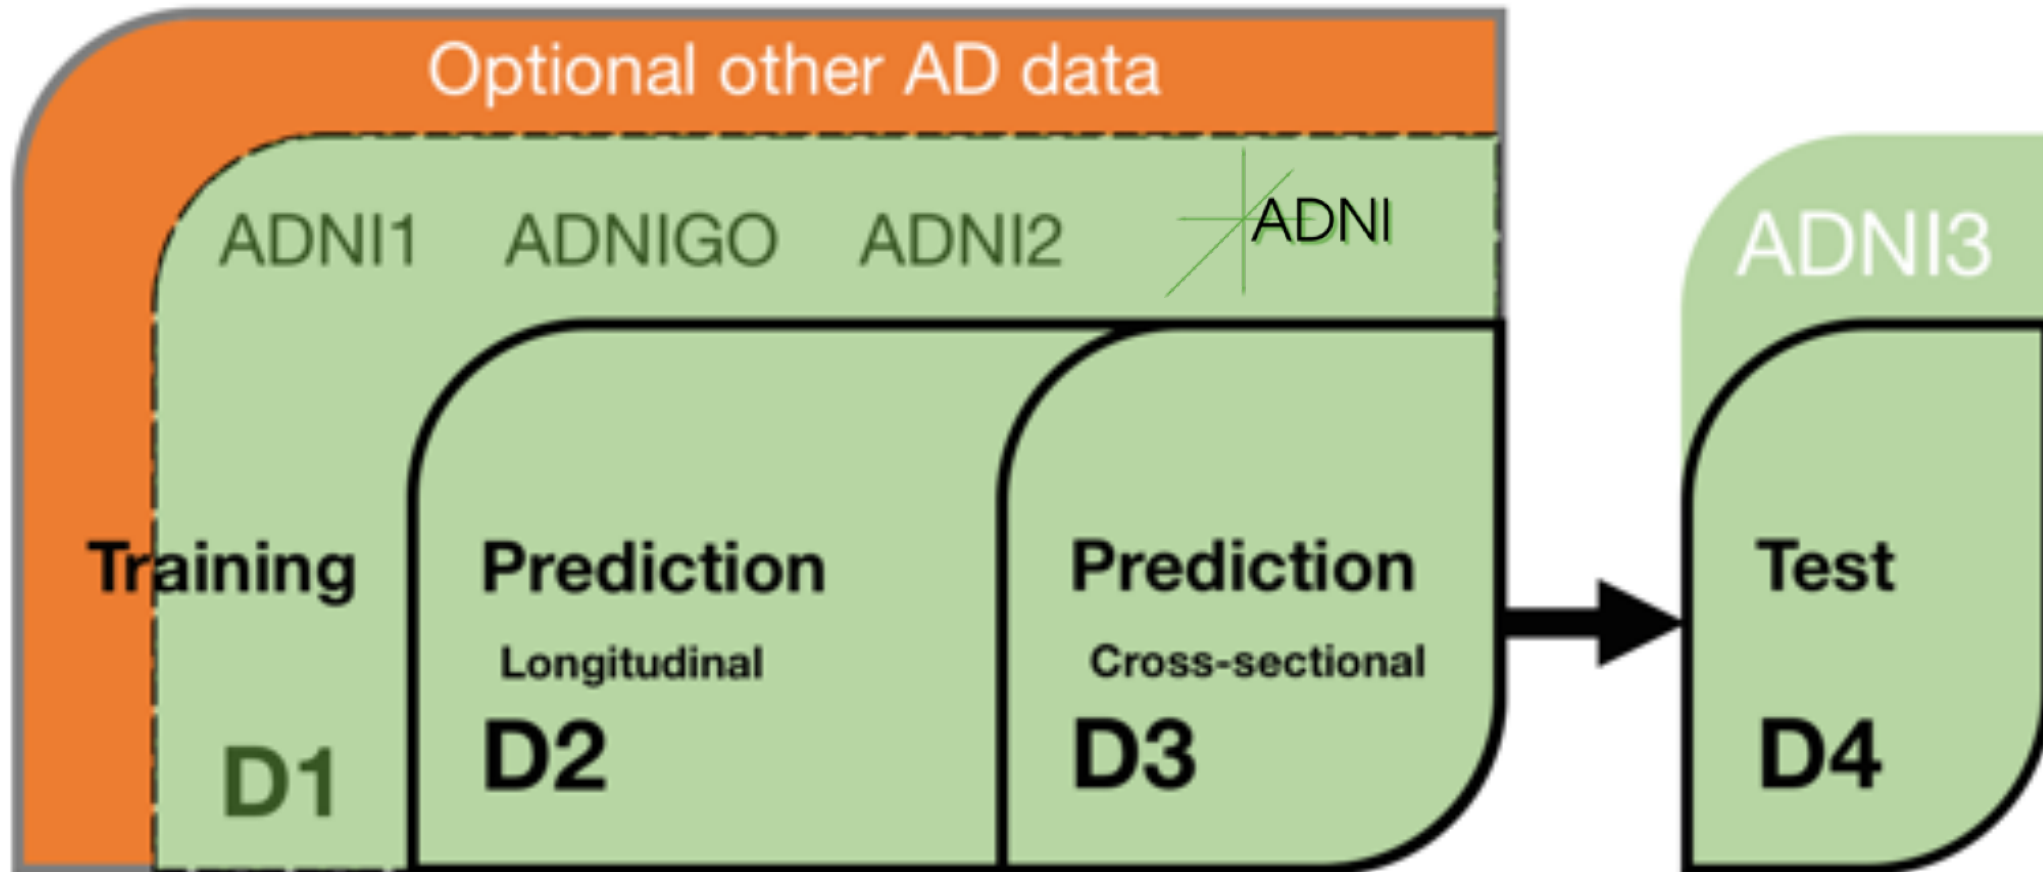 Optional other AD data
ADNI1 ADNIGO ADNI2 ADNI
ADNI3
Training
D1
Prediction
Longitudinal
D2
Prediction
Cross-sectional
D3
Test
D4